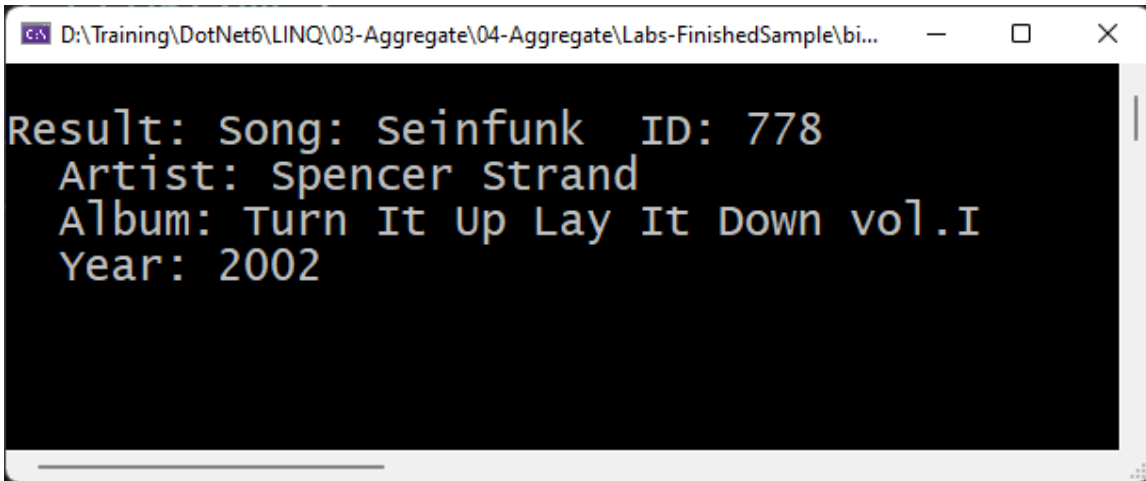 D:\Training\DotNet6\LINQ\03-Aggregate\04-Aggregate\Labs-FinishedSample\bi...
Result: Song: Seinfunk  ID: 778
  Artist: Spencer Strand
  Album: Turn It Up Lay It Down vol.I
  Year: 2002